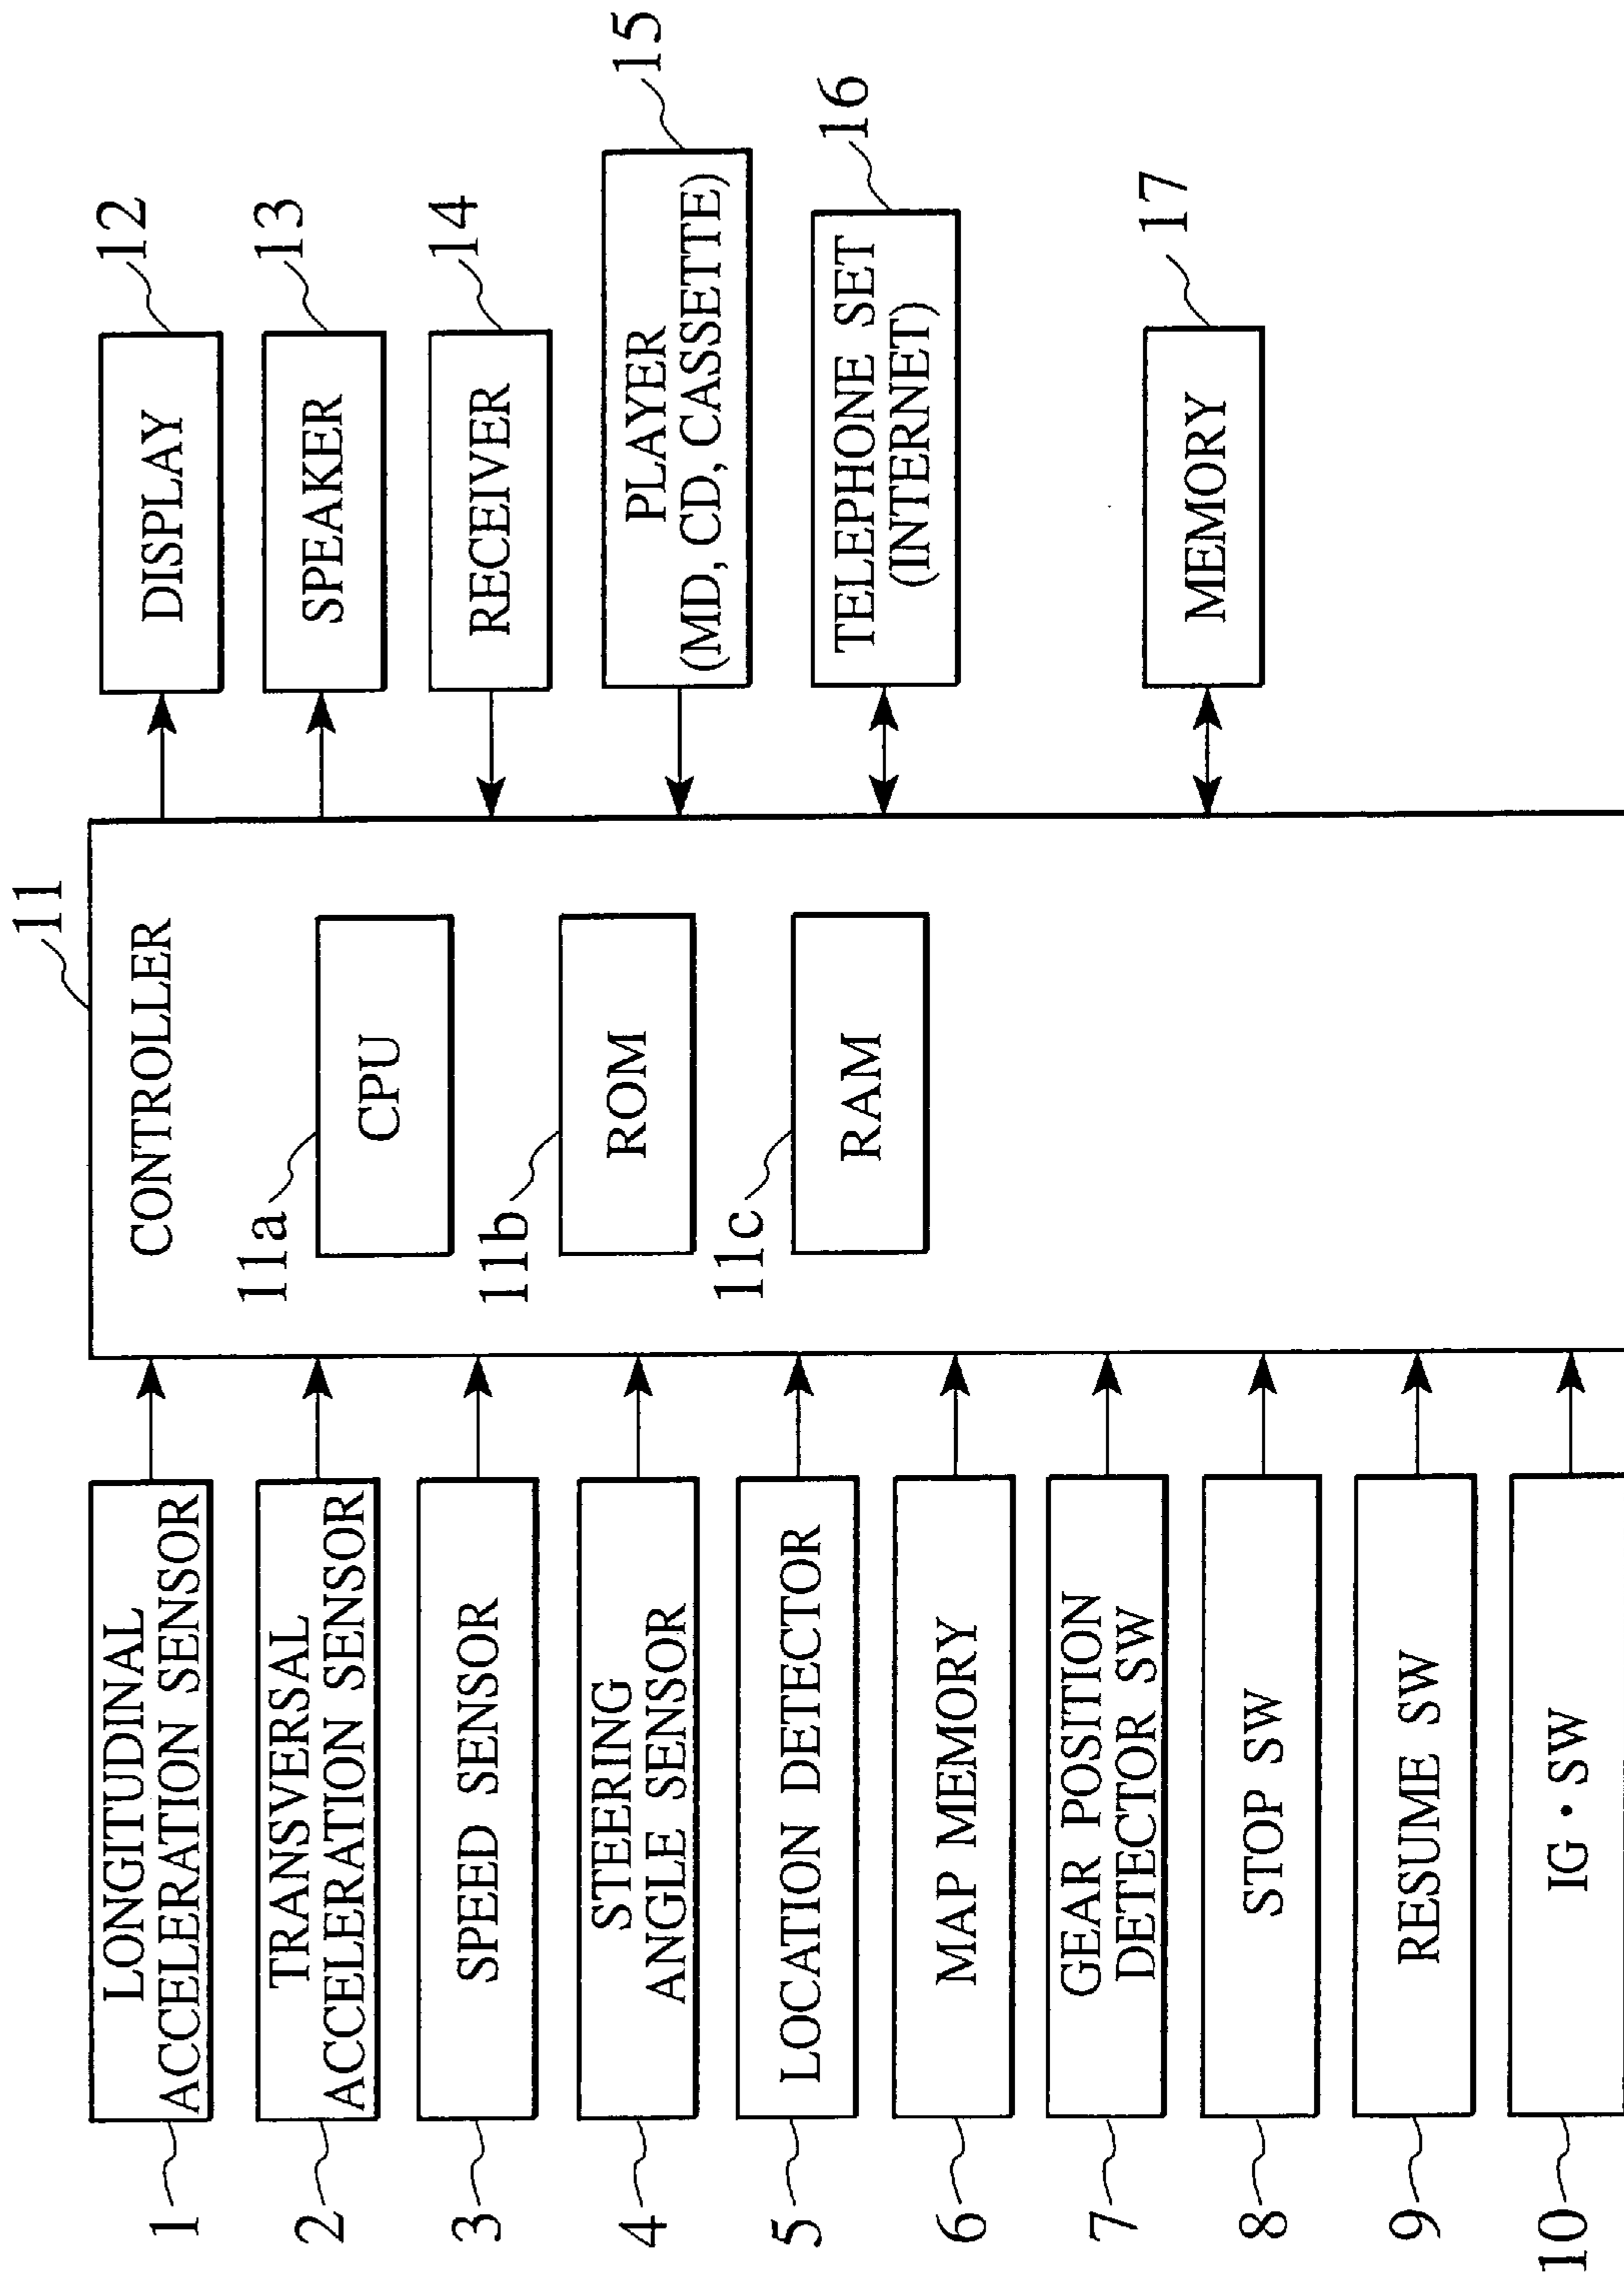 1
LONGITUDINAL
ACCELERATION SENSOR
2
TRANSVERSAL
ACCELERATION SENSOR
3
SPEED SENSOR
4
STEERING
ANGLE SENSOR
5
LOCATION DETECTOR
6
MAP MEMORY
7
GEAR POSITION
DETECTOR SW
8
STOP SW
9
RESUME SW
10
IG•SW
11
CONTROLLER
11a
CPU
11b
ROM
11c
RAM
12
DISPLAY
13
SPEAKER
14
RECEIVER
15
PLAYER
(MD, CD, CASSETTE)
16
TELEPHONE SET
(INTERNET)
17
MEMORY